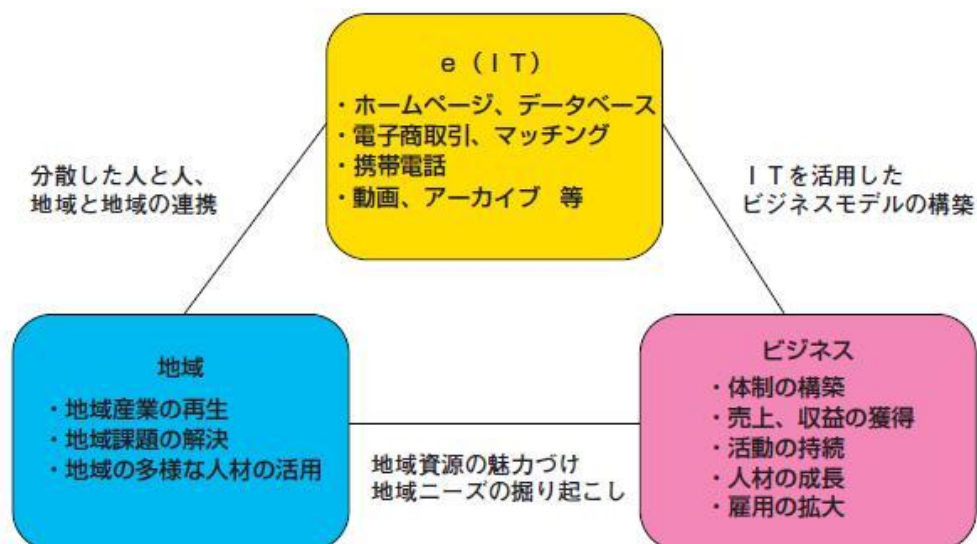 e(IT)
・ホームページ、データベース
・電子商取引、マッチング
・携帯電話
・動画、アーカイブ 等
分散した人と人、
地域と地域の連携
ITを活用した
ビジネスモデルの構築
地域
・地域産業の再生
・地域課題の解決
・地域の多様な人材の活用
ビジネス
・体制の構築
・売上、収益の獲得
・活動の持続
・人材の成長
・雇用の拡大
地域資源の魅力づけ
地域ニーズの掘り起こし